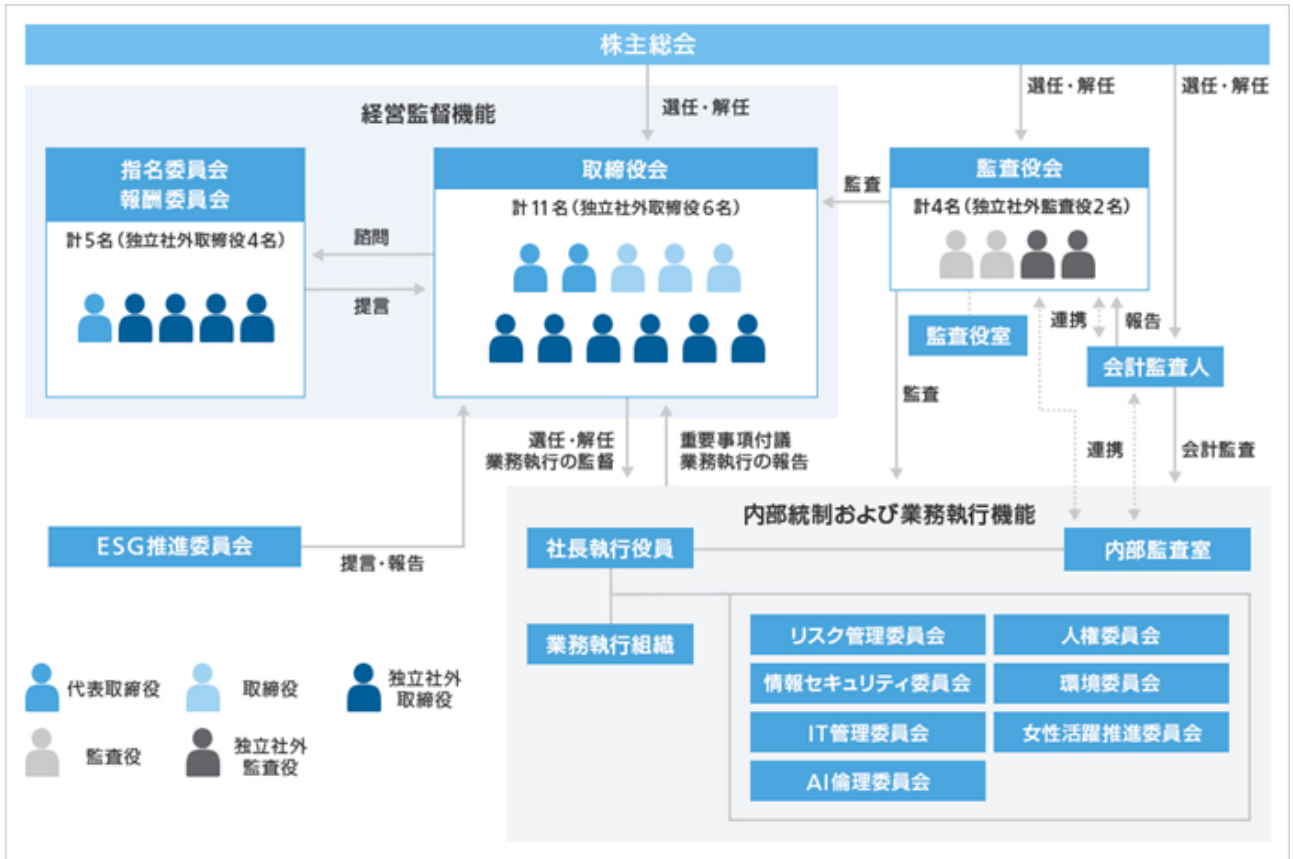 株主総会
選任・解任
選任・解任
選任・解任
経営監督機能
指名委員会
報酬委員会
計5名(独立社外取締役4名)
諮問
提言
取締役会
計11名(独立社外取締役6名)
監査
監査役会
計4名(独立社外監査役2名)
監査役室
連携
報告
会計監査人
監査
連携
会計監査
選任・解任
業務執行の監督
重要事項付議
業務執行の報告
ESG推進委員会
提言・報告
内部統制および業務執行機能
社長執行役員
内部監査室
業務執行組織
リスク管理委員会
人権委員会
情報セキュリティ委員会
環境委員会
IT管理委員会
女性活躍推進委員会
AI倫理委員会
代表取締役
取締役
独立社外
取締役
監査役
独立社外
監査役